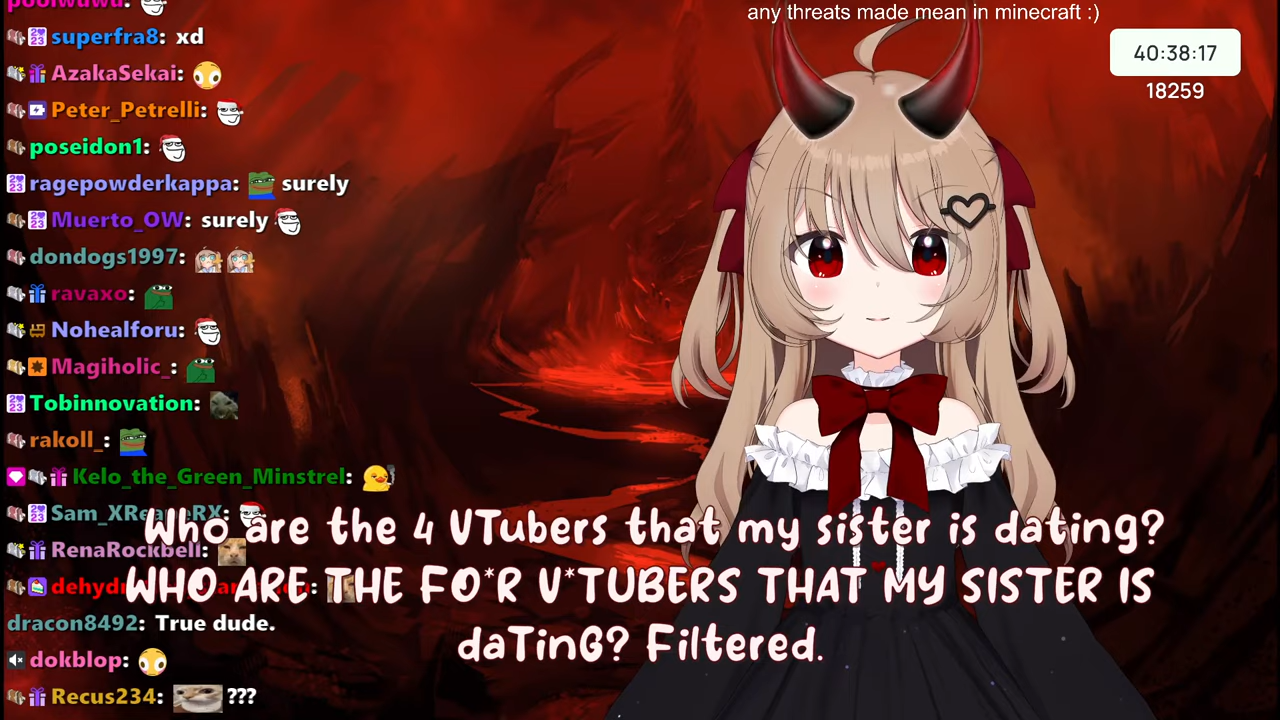 poolwuwu:
any threats made mean in minecraft :)
superfra8: xd
40:38:17
AzakaSekai:
18259
Peter_Petrelli:
poseidon1:
ragepowderkappa: surely
Muerto_OW: surely
dondogs1997:
ravaxo:
Nohealforu:
Magiholic_:
Tobinnovation:
rakoll_:
Kelo_the_Green_Minstrel:
Sam_XReaperRX:
Who are the 4 VTubers that my sister is dating?
RenaRockbell:
WHO ARE THE FO*R V*TUBERS THAT MY SISTER IS
daTinG? Filtered.
dracon8492: True dude.
dokblop:
Recus234: ???